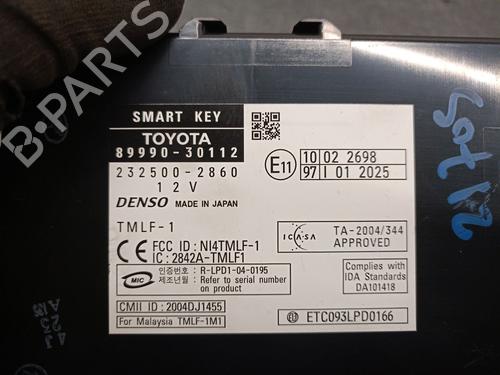 B-PARTS
SMART KEY
TOYOTA
89990-30112
232500-2860
12V
DENSO MADE IN JAPAN
TMLF-1
FCC ID : NI4TMLF-1
IC : 2842A-TMLF1
E11
10 02 2698
97 I 01 2025
ICASA
TA-2004/344
APPROVED
MIC
인증번호 : R-LPD1-04-0195
제조년월 : Refer to serial number
on product
Complies with
IDA Standards
DA101418
CMII ID : 2004DJ1455
For Malaysia TMLF-1M1
ETC093LPD0166